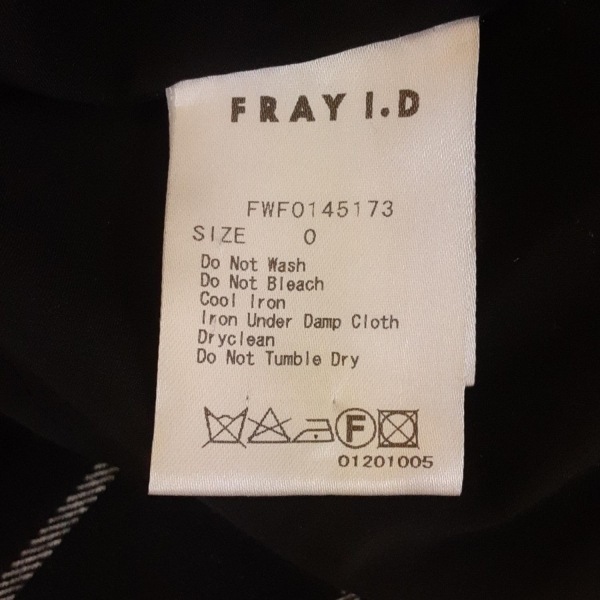 FRAY I.D
FWF0145173
SIZE 0
Do Not Wash
Do Not Bleach
Cool Iron
Iron Under Damp Cloth
Dryclean
Do Not Tumble Dry
F
01201005